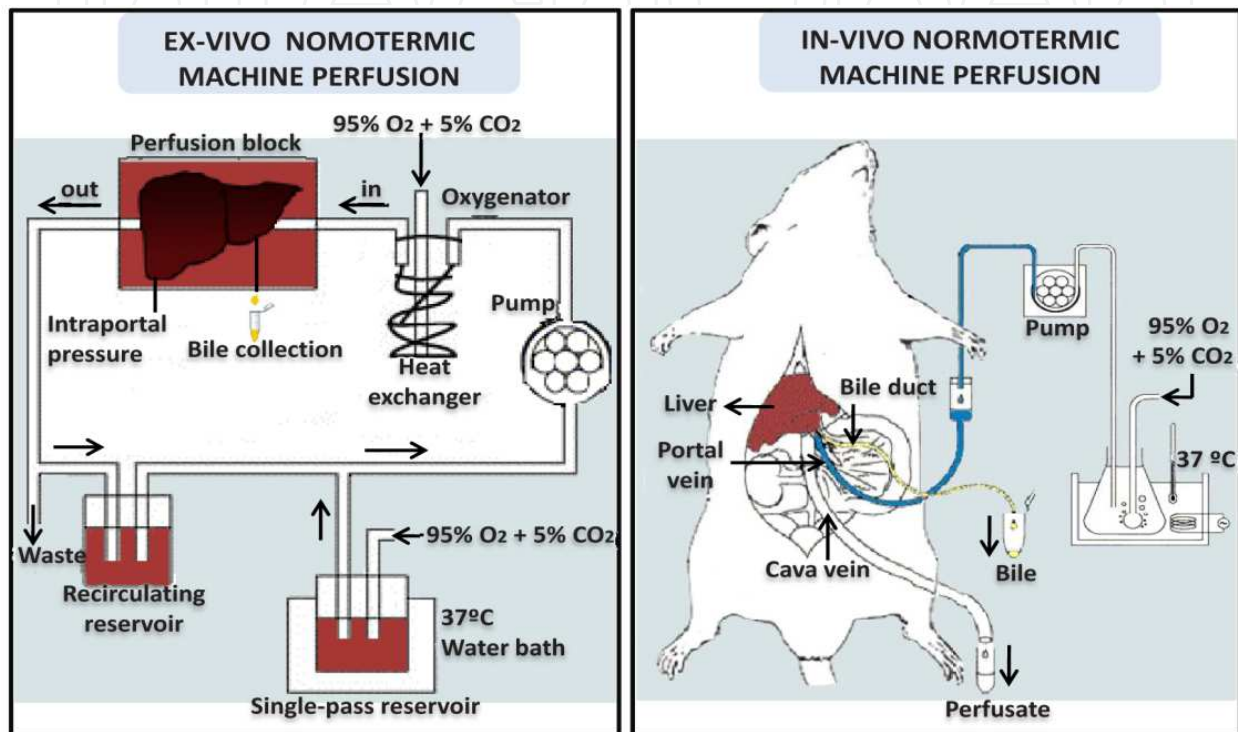 EX-VIVO NOMOTERMIC
MACHINE PERFUSION
95% O₂ + 5% CO₂
Perfusion block
out
in
Oxygenator
Intraportal
pressure
Bile collection
Heat
exchanger
Pump
Waste
Recirculating
reservoir
95% O₂ + 5% CO₂
37ºC
Water bath
Single-pass reservoir
IN-VIVO NORMOTERMIC
MACHINE PERFUSION
Pump
95% O₂
+ 5% CO₂
Liver
Bile duct
Portal
vein
37 ºC
Cava vein
Bile
Perfusate